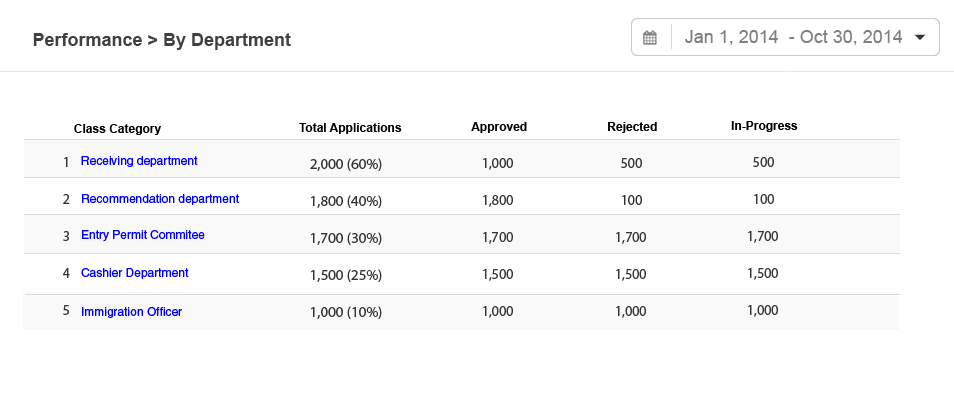 Performance > By Department
Jan 1, 2014 - Oct 30, 2014
Class Category Total Applications Approved Rejected In-Progress
1 Receiving department 2,000 (60%) 1,000 500 500
2 Recommendation department 1,800 (40%) 1,800 100 100
3 Entry Permit Commitee 1,700 (30%) 1,700 1,700 1,700
4 Cashier Department 1,500 (25%) 1,500 1,500 1,500
5 Immigration Officer 1,000 (10%) 1,000 1,000 1,000